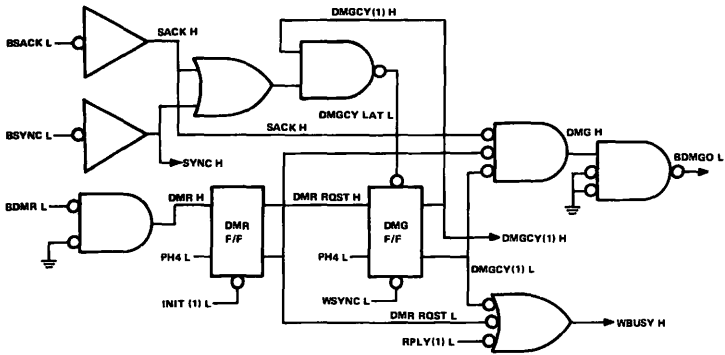 DMGCY(1) H
BSACK L
SACK H
DMGCY LAT L
BSYNC L
SACK H
SYNC H
DMG H
BDMGO L
BDMR L
DMR H
DMR RQST H
DMR
F/F
DMG
F/F
PH4 L
PH4 L
DMGCY(1) H
DMGCY(1) L
INIT (1) L
WSYNC L
DMR RQST L
WBUSY H
RPLY(1) L